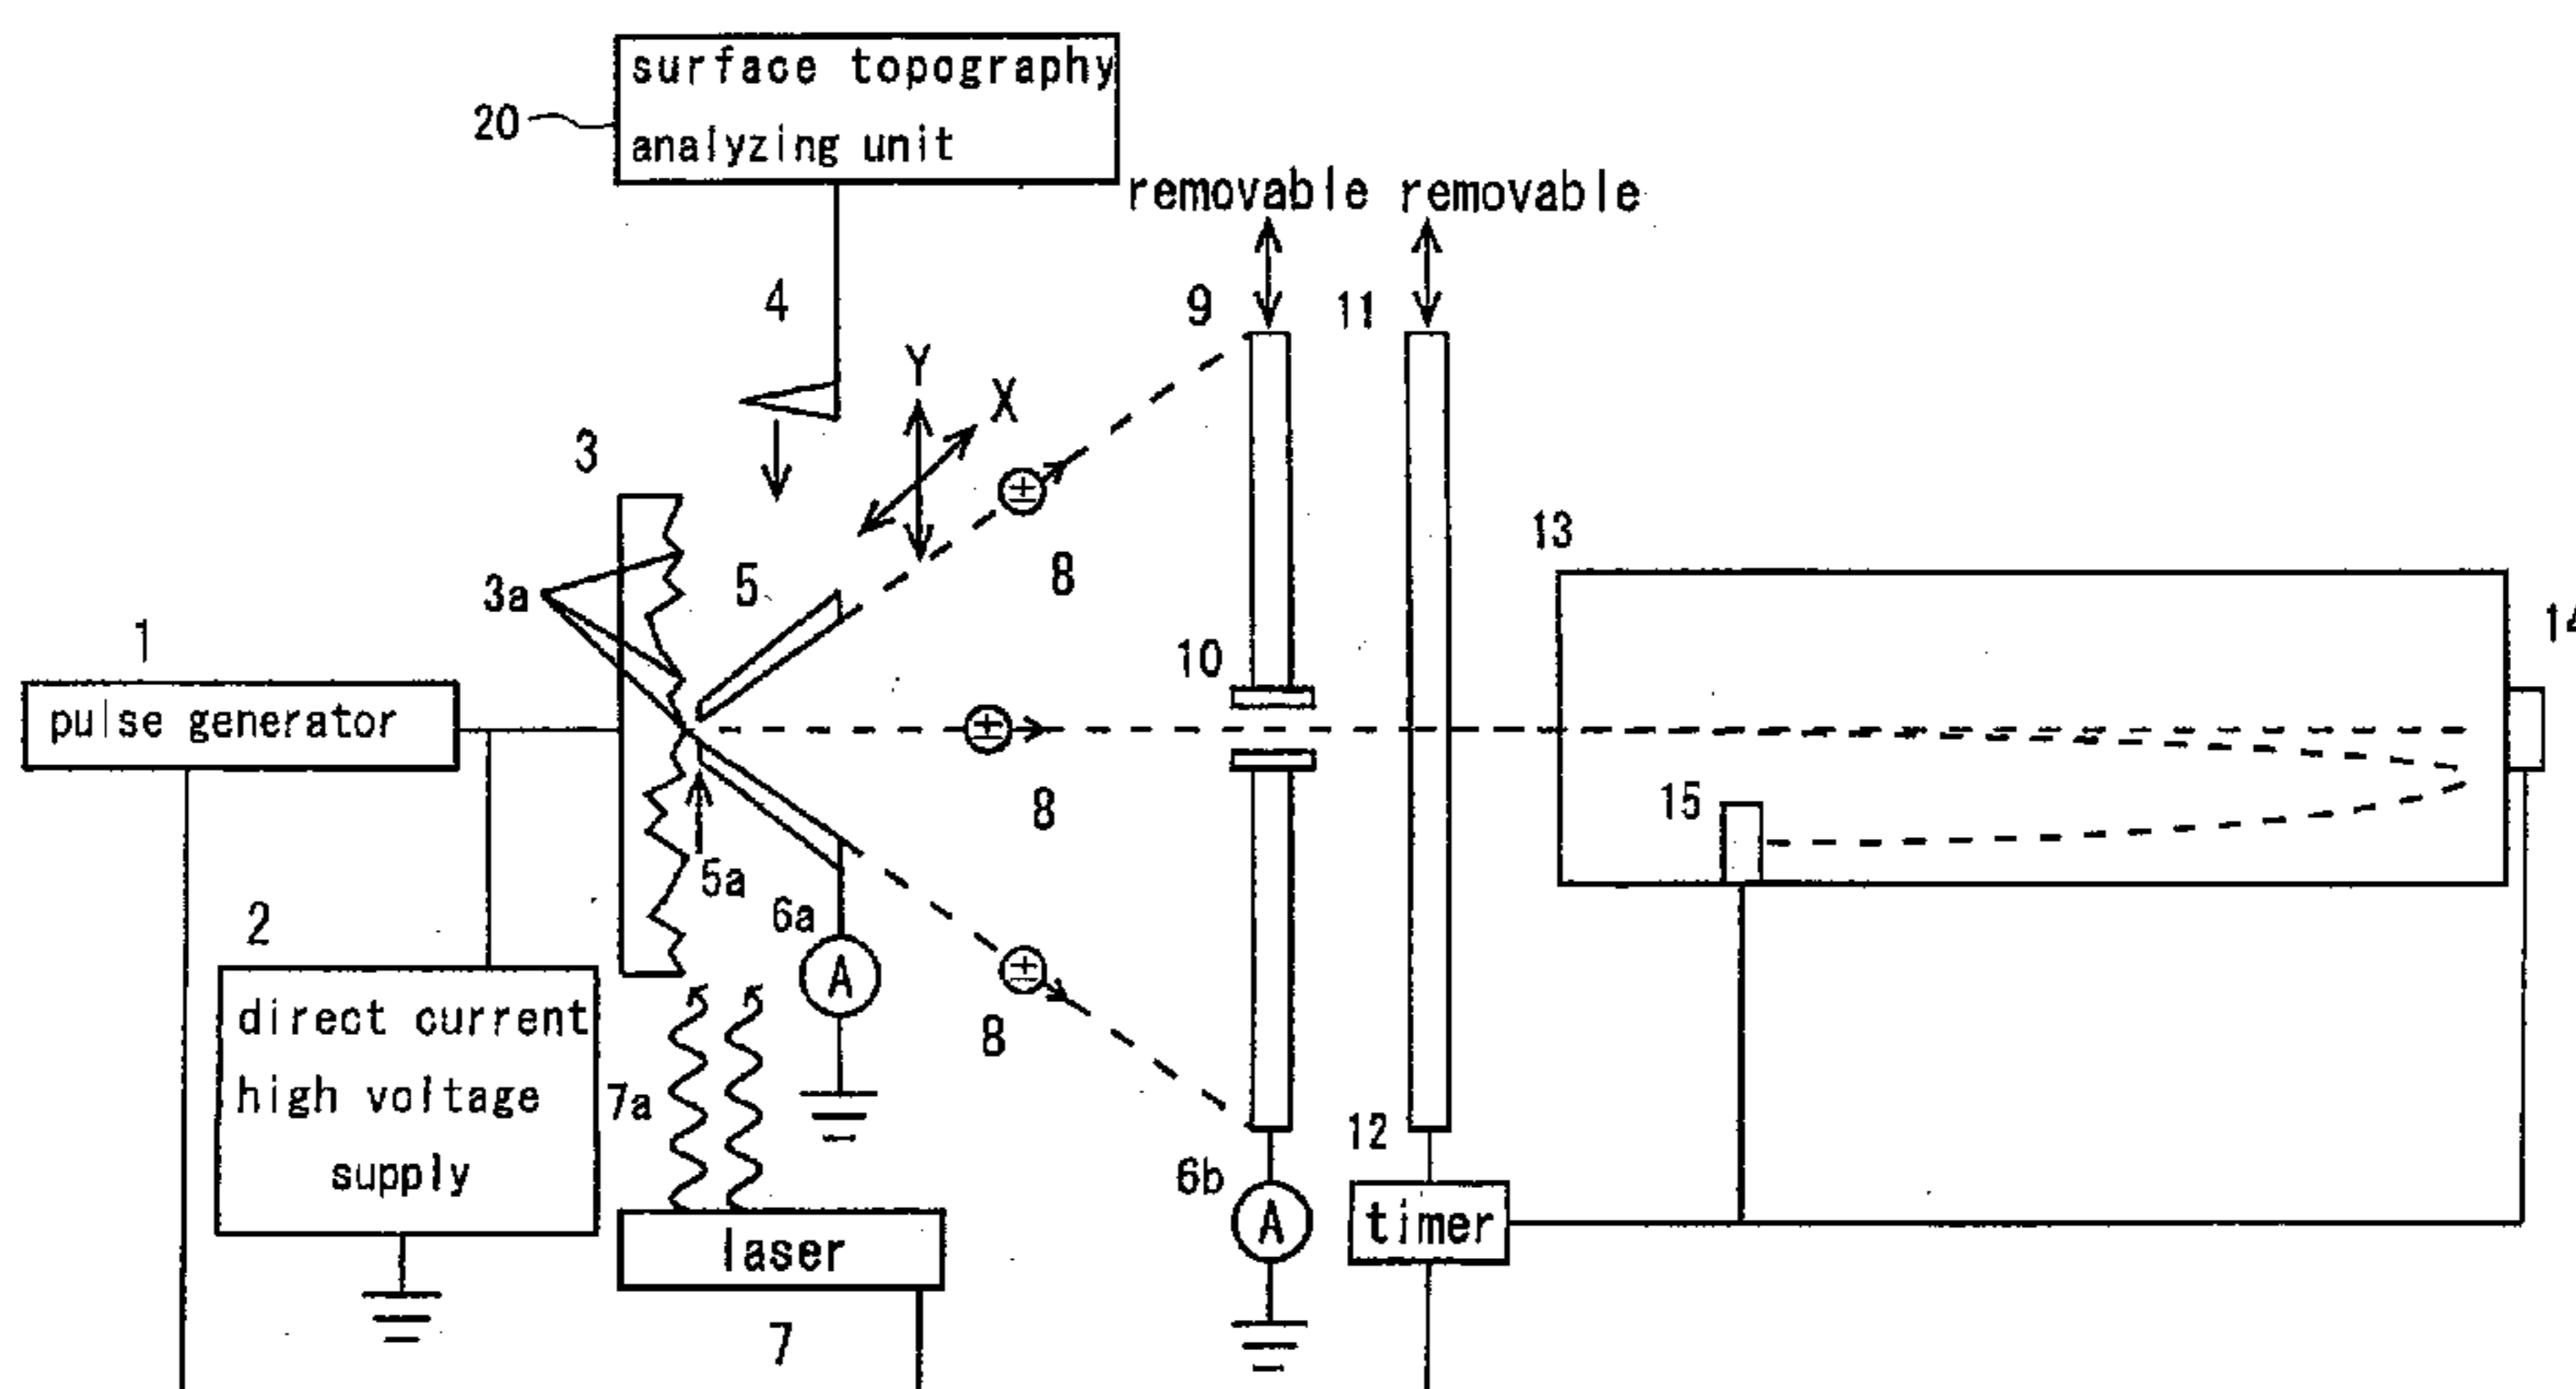 surface topography
analyzing unit
20
removable removable
4
9
11
Y
X
3
13
8
5
3a
14
1
10
pulse generator
15
8
5a
6a
2
A
direct current
8
high voltage
7a
12
supply
6b
timer
A
laser
7